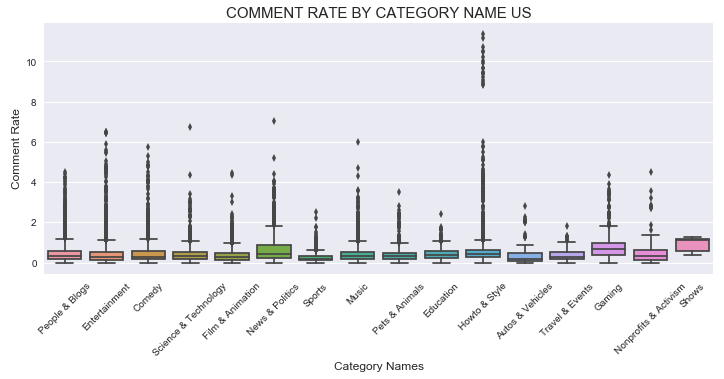 COMMENT RATE BY CATEGORY NAME US
Comment Rate
10
8
6
4
2
0
People & Blogs
Entertainment
Comedy
Science & Technology
Film & Animation
News & Politics
Sports
Music
Pets & Animals
Education
Howto & Style
Autos & Vehicles
Travel & Events
Gaming
Nonprofits & Activism
Shows
Category Names